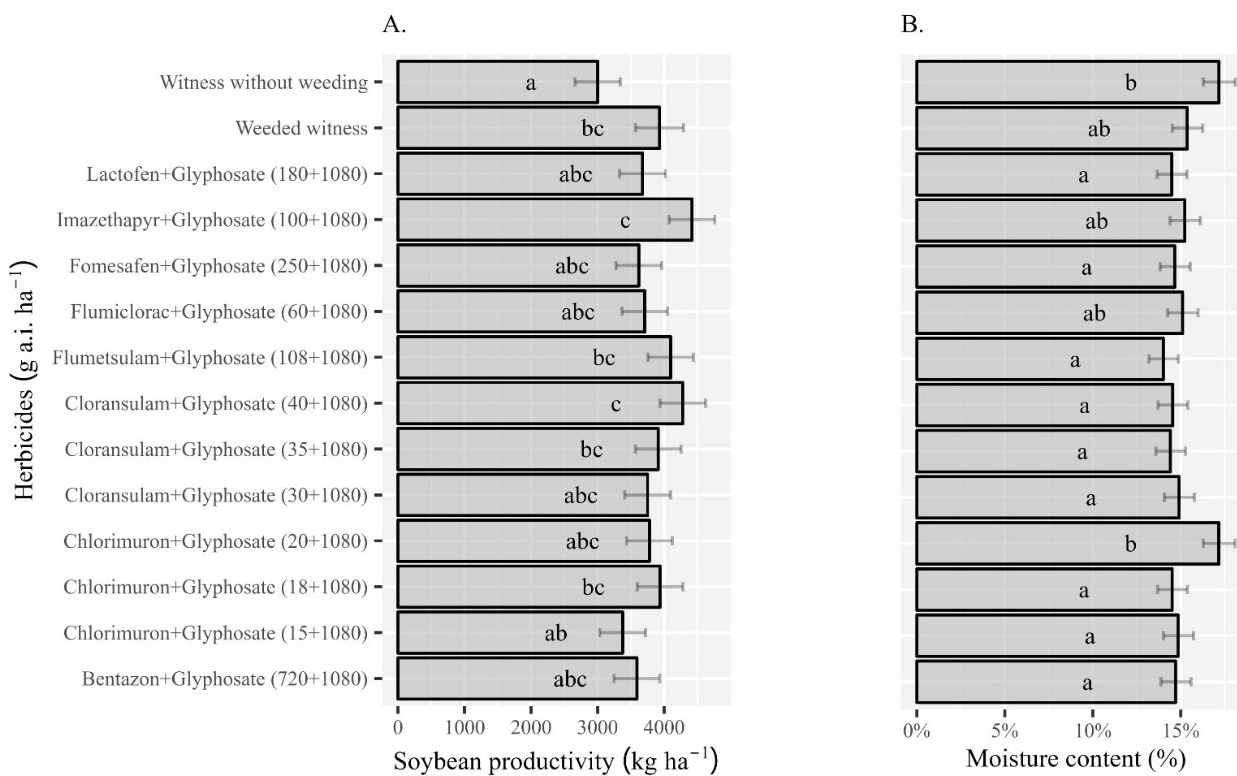 A.
B.
Herbicides (g a.i. ha⁻¹)
Witness without weeding a b
Weeded witness bc ab
Lactofen+Glyphosate (180+1080) abc a
Imazethapyr+Glyphosate (100+1080) c ab
Fomesafen+Glyphosate (250+1080) abc a
Flumiclorac+Glyphosate (60+1080) abc ab
Flumetsulam+Glyphosate (108+1080) bc a
Cloransulam+Glyphosate (40+1080) c a
Cloransulam+Glyphosate (35+1080) bc a
Cloransulam+Glyphosate (30+1080) abc a
Chlorimuron+Glyphosate (20+1080) abc b
Chlorimuron+Glyphosate (18+1080) bc a
Chlorimuron+Glyphosate (15+1080) ab a
Bentazon+Glyphosate (720+1080) abc a
0 1000 2000 3000 4000
Soybean productivity (kg ha⁻¹)
0% 5% 10% 15%
Moisture content (%)